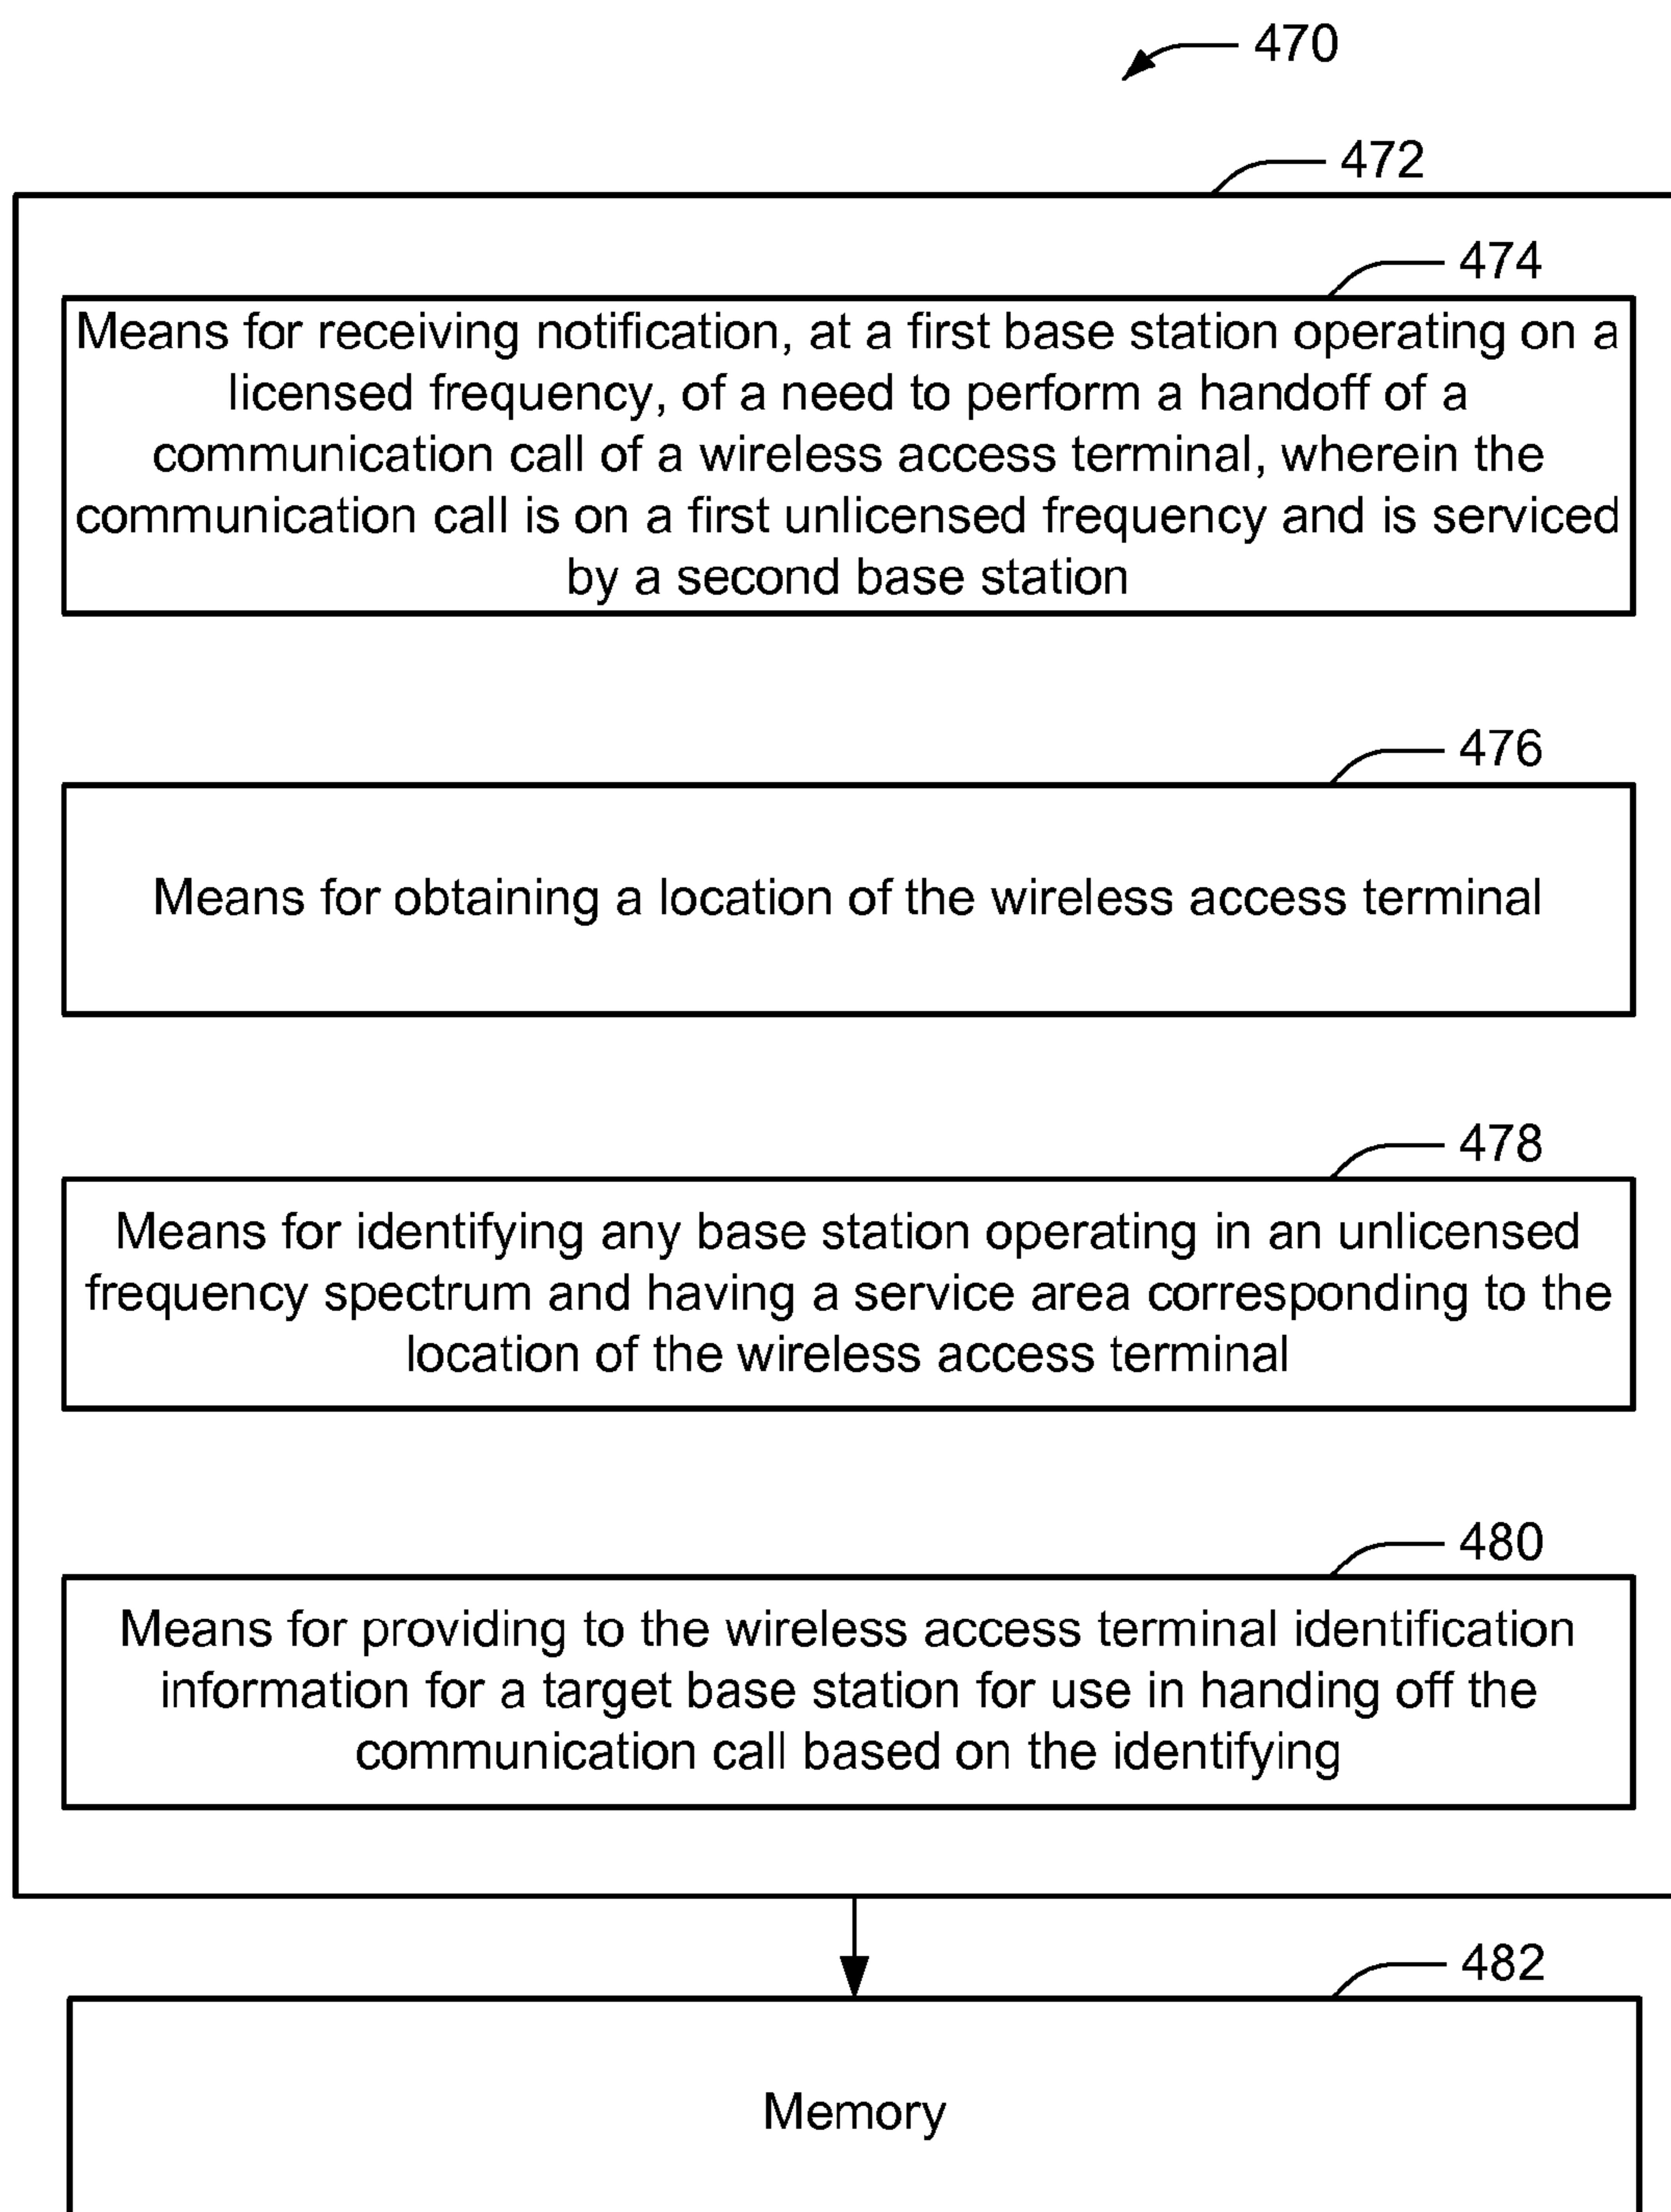 470
472
474
Means for receiving notification, at a first base station operating on a
licensed frequency, of a need to perform a handoff of a
communication call of a wireless access terminal, wherein the
communication call is on a first unlicensed frequency and is serviced
by a second base station
476
Means for obtaining a location of the wireless access terminal
478
Means for identifying any base station operating in an unlicensed
frequency spectrum and having a service area corresponding to the
location of the wireless access terminal
480
Means for providing to the wireless access terminal identification
information for a target base station for use in handing off the
communication call based on the identifying
482
Memory